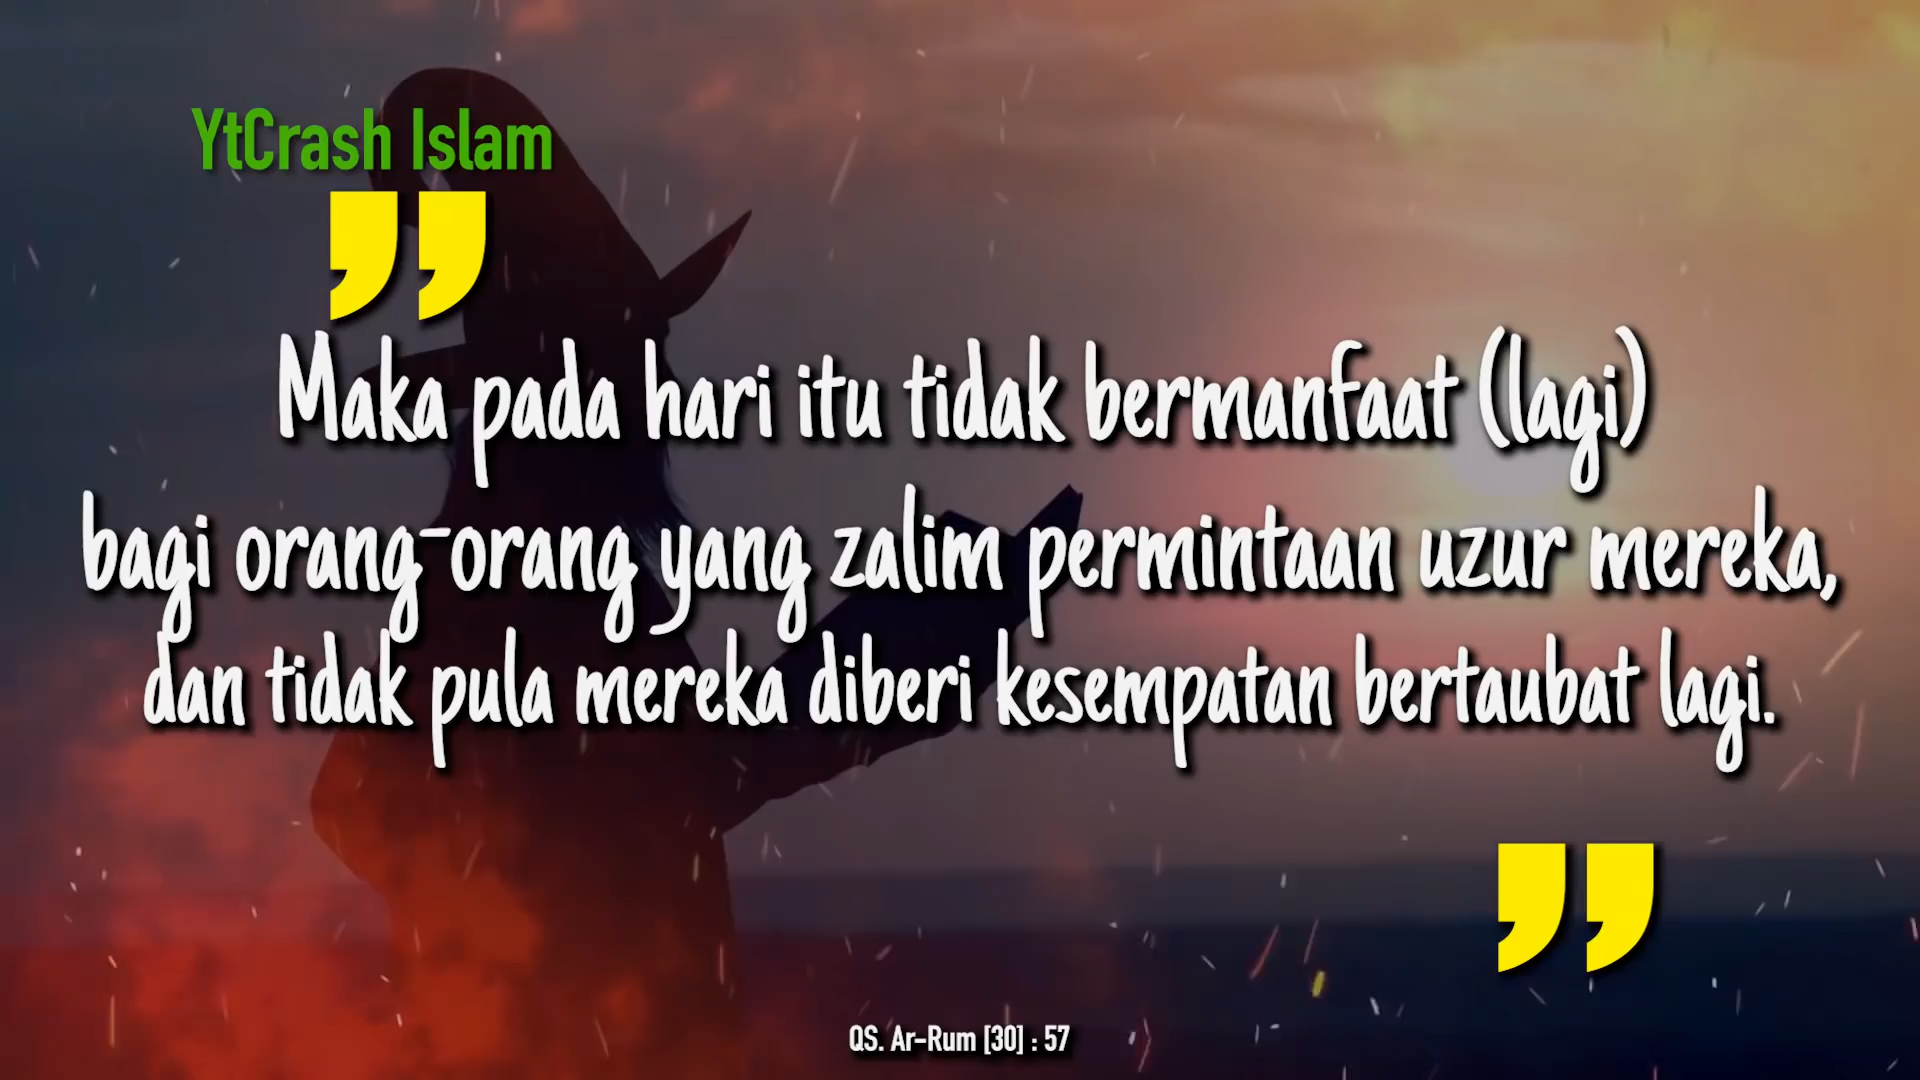 YtCrash Islam
”
Maka pada hari itu tidak bermanfaat (lagi)
bagi orang-orang yang zalim permintaan uzur mereka,
dan tidak pula mereka diberi kesempatan bertaubat lagi.
”
QS. Ar-Rum [30] : 57